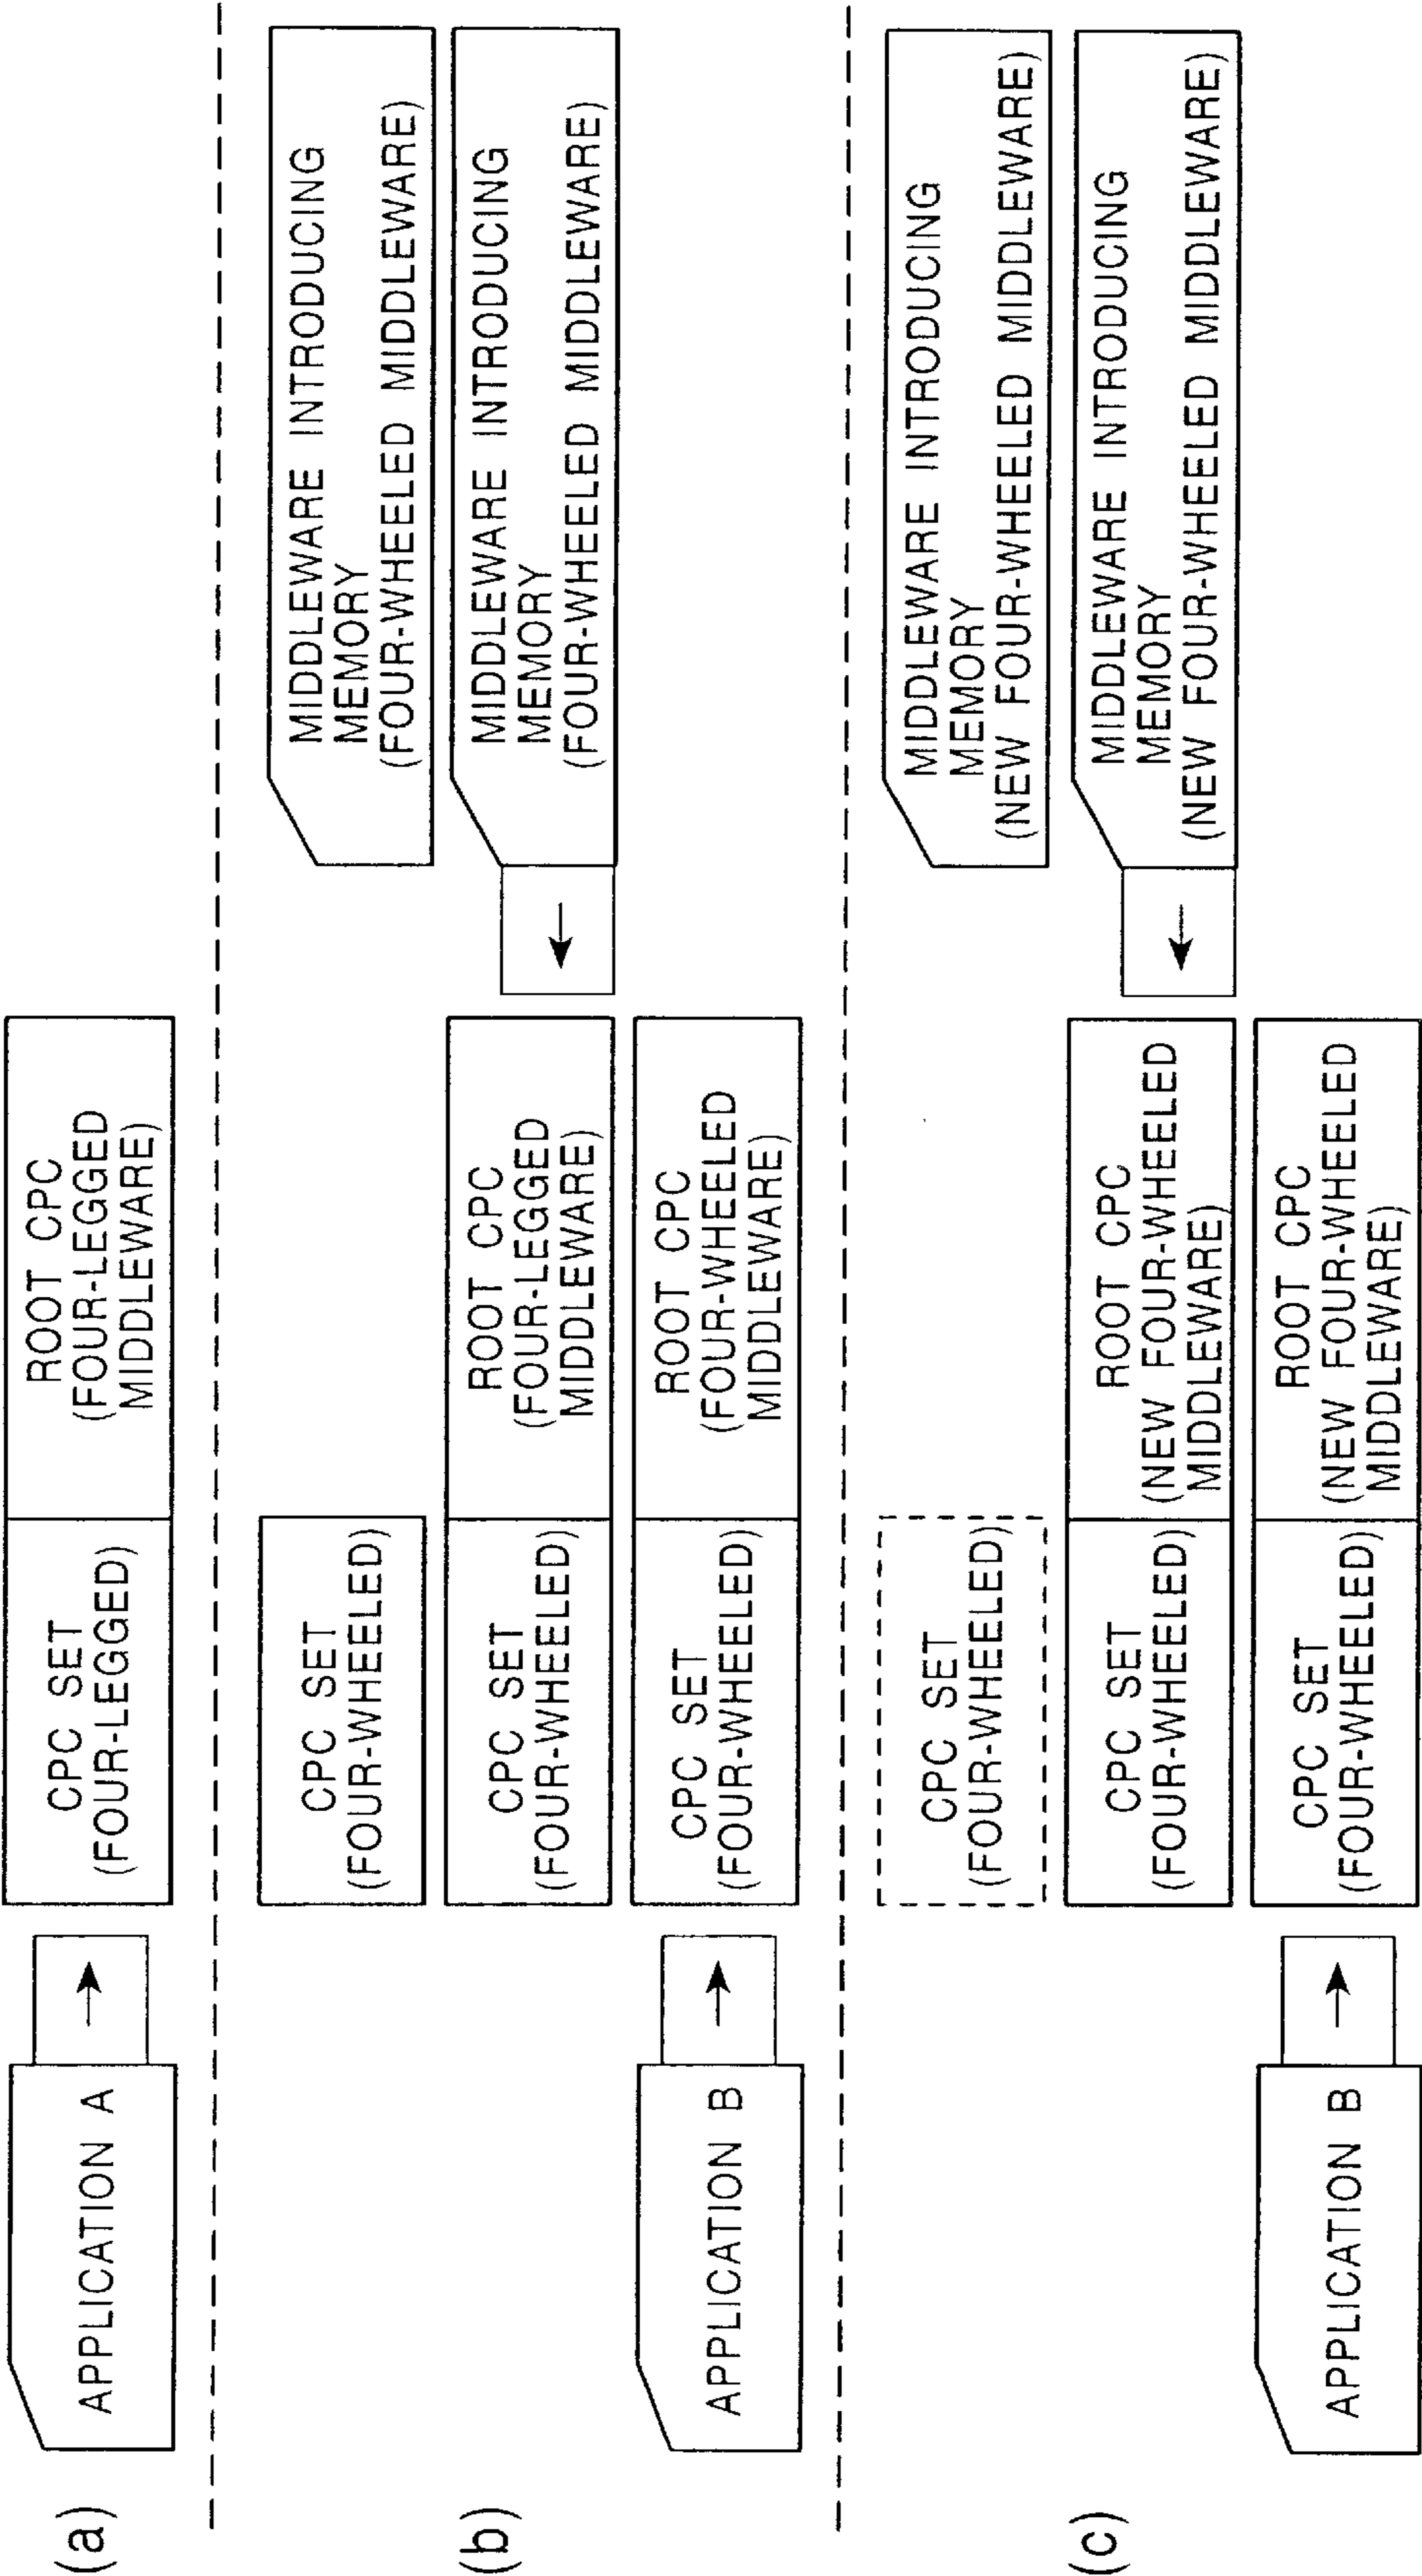 (a)
APPLICATION A
CPC SET
(FOUR-LEGGED)
ROOT CPC
(FOUR-LEGGED
MIDDLEWARE)
(b)
CPC SET
(FOUR-WHEELED)
MIDDLEWARE INTRODUCING
MEMORY
(FOUR-WHEELED MIDDLEWARE)
CPC SET
(FOUR-WHEELED)
ROOT CPC
(FOUR-LEGGED
MIDDLEWARE)
MIDDLEWARE INTRODUCING
MEMORY
(FOUR-WHEELED MIDDLEWARE)
APPLICATION B
CPC SET
(FOUR-WHEELED)
ROOT CPC
(FOUR-WHEELED
MIDDLEWARE)
(c)
CPC SET
(FOUR-WHEELED)
MIDDLEWARE INTRODUCING
MEMORY
(NEW FOUR-WHEELED MIDDLEWARE)
CPC SET
(FOUR-WHEELED)
ROOT CPC
(NEW FOUR-WHEELED
MIDDLEWARE)
MIDDLEWARE INTRODUCING
MEMORY
(NEW FOUR-WHEELED MIDDLEWARE)
APPLICATION B
CPC SET
(FOUR-WHEELED)
ROOT CPC
(NEW FOUR-WHEELED
MIDDLEWARE)